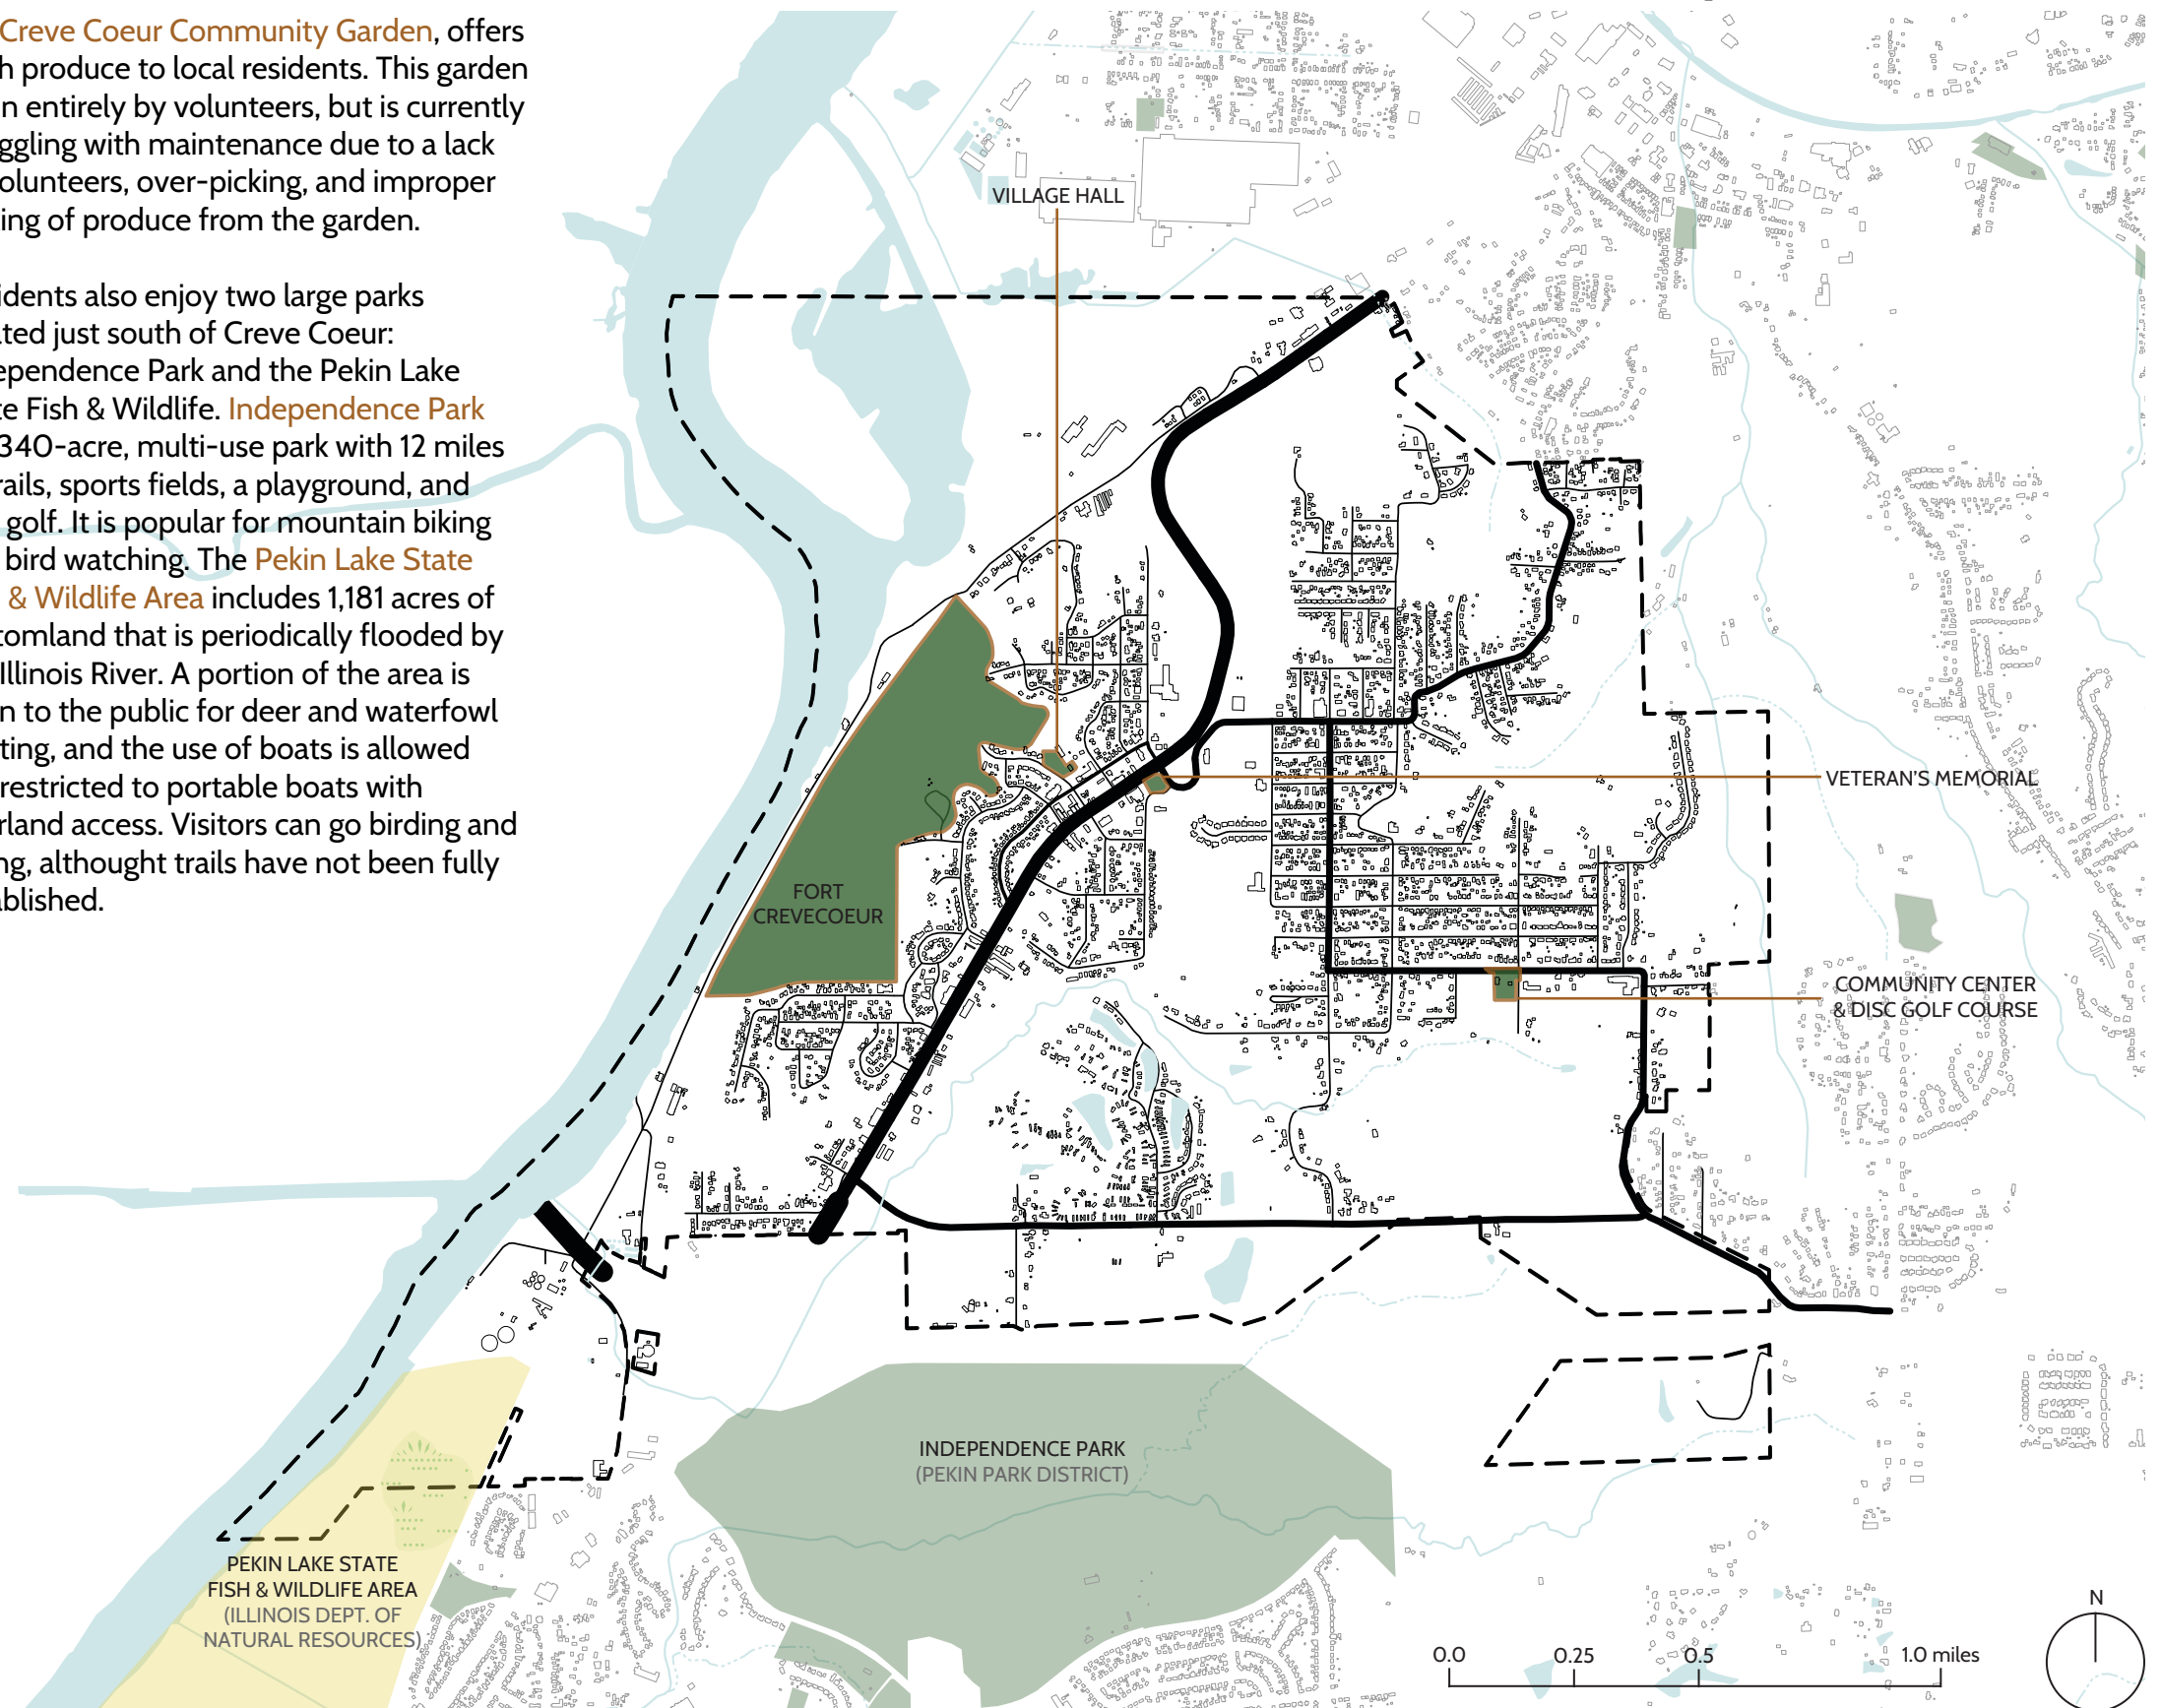 Creve Coeur Community Garden, offers
h produce to local residents. This garden
n entirely by volunteers, but is currently
ggling with maintenance due to a lack
olunteers, over-picking, and improper
ing of produce from the garden.
idents also enjoy two large parks
ted just south of Creve Coeur:
ependence Park and the Pekin Lake
te Fish & Wildlife. Independence Park
340-acre, multi-use park with 12 miles
rails, sports fields, a playground, and
golf. It is popular for mountain biking
bird watching. The Pekin Lake State
& Wildlife Area includes 1,181 acres of
tomland that is periodically flooded by
Illinois River. A portion of the area is
n to the public for deer and waterfowl
ting, and the use of boats is allowed
restricted to portable boats with
rland access. Visitors can go birding and
ng, althought trails have not been fully
ablished.
VILLAGE HALL
VETERAN'S MEMORIAL
FORT
CREVECOEUR
COMMUNITY CENTER
& DISC GOLF COURSE
INDEPENDENCE PARK
(PEKIN PARK DISTRICT)
PEKIN LAKE STATE
FISH & WILDLIFE AREA
(ILLINOIS DEPT. OF
NATURAL RESOURCES)
N
0.0 0.25 0.5 1.0 miles